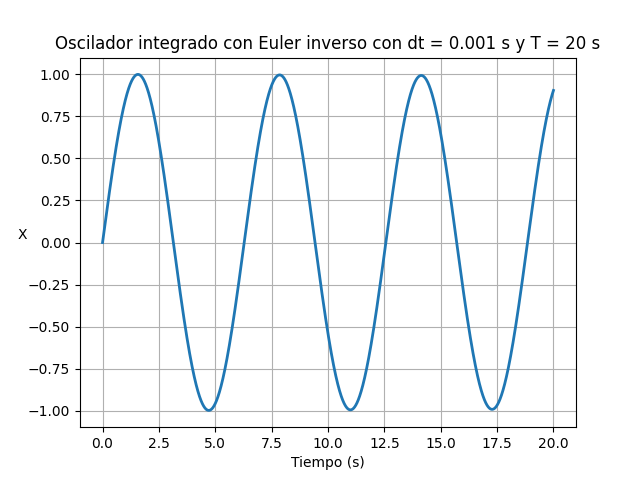 Oscilador integrado con Euler inverso con dt = 0.001 s y T = 20 s
1.00
0.75
0.50
0.25
0.00
−0.25
−0.50
−0.75
−1.00
X
0.0 2.5 5.0 7.5 10.0 12.5 15.0 17.5 20.0
Tiempo (s)